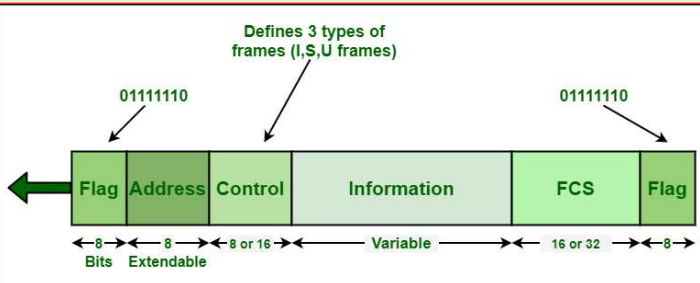 Defines 3 types of
frames (I,S,U frames)
01111110
01111110
Flag
Address
Control
Information
FCS
Flag
8
8
8 or 16
Variable
16 or 32
8
Bits
Extendable